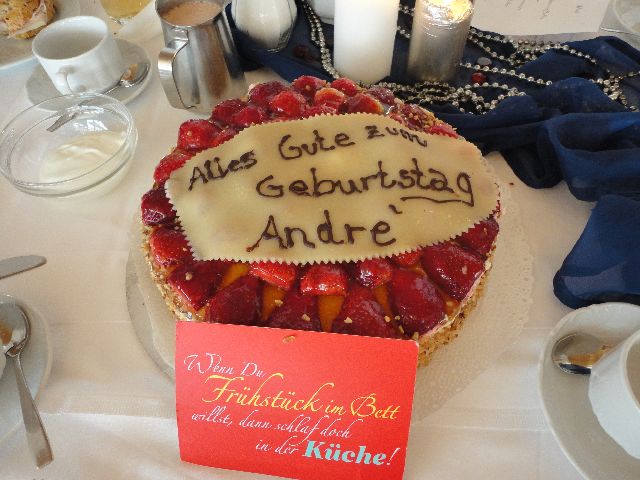 Alles Gute zum
Geburtstag
André
Wenn Du
Frühstück im Bett
willst, dann schlaf doch
in der Küche!